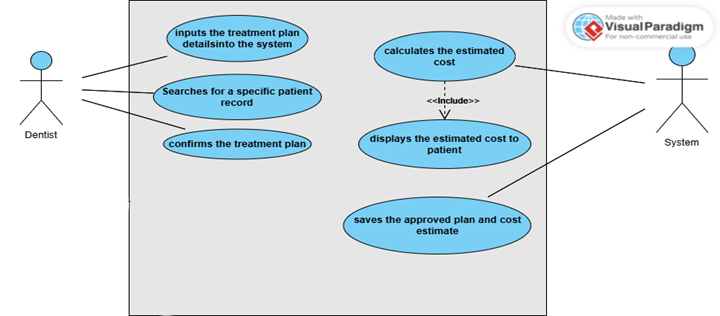 Made with
Visual Paradigm
For non-commercial use
inputs the treatment plan
detailsinto the system
calculates the estimated
cost
Searches for a specific patient
record
<<Include>>
Dentist
confirms the treatment plan
displays the estimated cost to
patient
System
saves the approved plan and cost
estimate